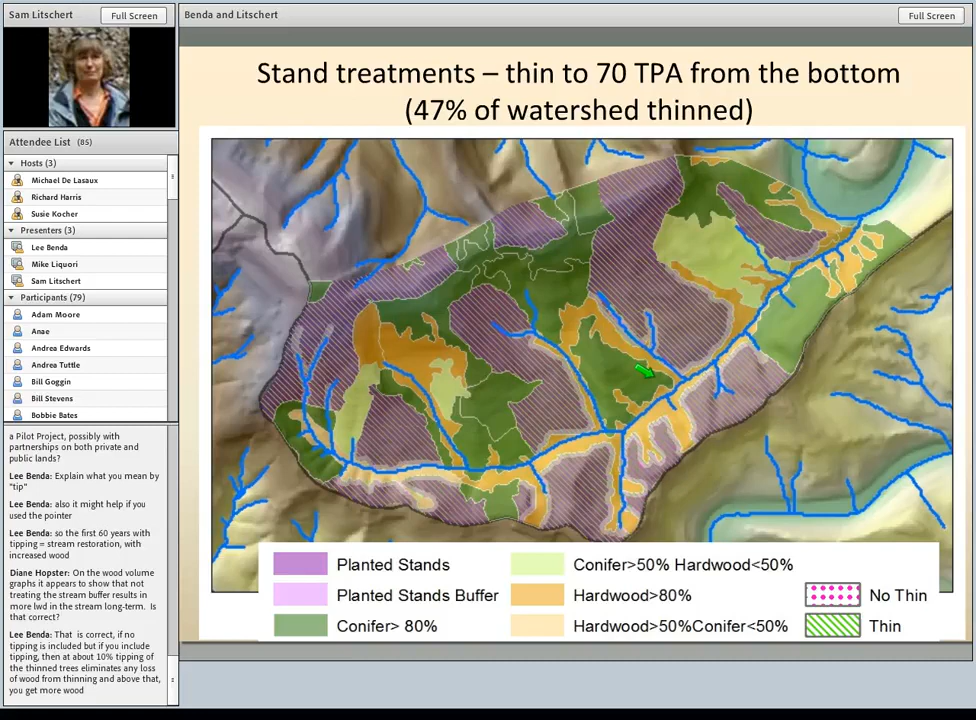 Sam Litschert
Full Screen
Benda and Litschert
Full Screen
Stand treatments – thin to 70 TPA from the bottom
(47% of watershed thinned)
Attendee List (85)
Hosts (3)
Michael De Lasaux
Richard Harris
Susie Kocher
Presenters (3)
Lee Benda
Mike Liquori
Sam Litschert
Participants (79)
Adam Moore
Anae
Andrea Edwards
Andrea Tuttle
Bill Goggin
Bill Stevens
Bobbie Bates
a Pilot Project, possibly with
partnerships on both private and
public lands?
Lee Benda: Explain what you mean by
"tip"
Lee Benda: also it might help if you
used the pointer
Lee Benda: so the first 60 years with
tipping = stream restoration, with
increased wood
Diane Hopster: On the wood volume
graphs it appears to show that not
treating the stream buffer results in
more lwd in the stream long-term. Is
that correct?
Lee Benda: That is correct, if no
tipping is included but if you include
tipping, then at about 10% tipping of
the thinned trees eliminates any loss
of wood from thinning and above that,
you get more wood
Planted Stands
Planted Stands Buffer
Conifer> 80%
Conifer>50% Hardwood<50%
Hardwood>80%
Hardwood>50%Conifer<50%
No Thin
Thin